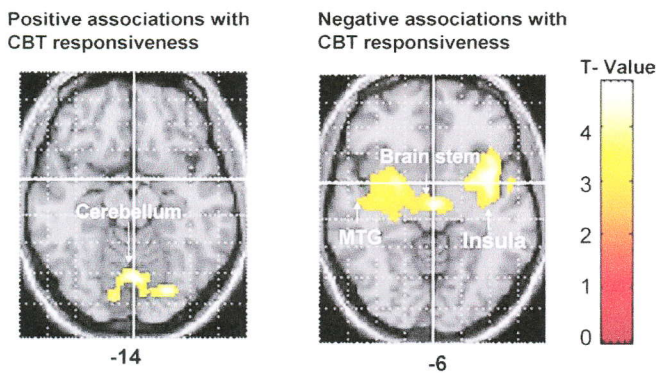 Positive associations with
CBT responsiveness
Negative associations with
CBT responsiveness
T- Value
4
3
2
1
0
Cerebellum
Brain stem
MTG
Insula
-14
-6